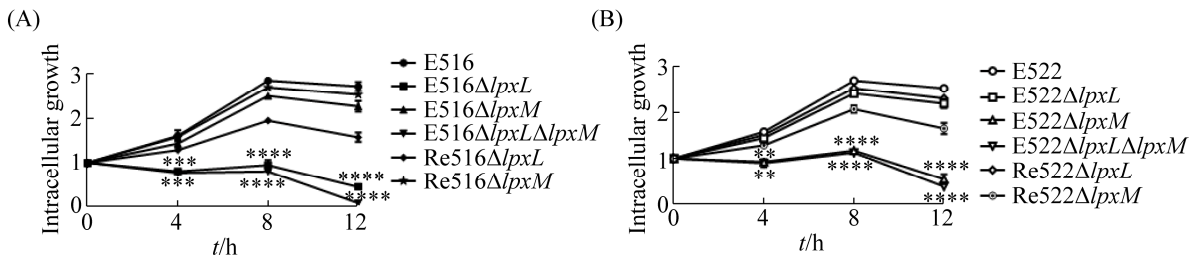 (A)
Intracellular growth
3
2
1
0
0 4 8 12
t/h
*** ****
****
*** **** ****
E516
E516ΔlpxL
E516ΔlpxM
E516ΔlpxLΔlpxM
Re516ΔlpxL
Re516ΔlpxM
(B)
Intracellular growth
3
2
1
0
0 4 8 12
t/h
** ****
** **** ****
****
E522
E522ΔlpxL
E522ΔlpxM
E522ΔlpxLΔlpxM
Re522ΔlpxL
Re522ΔlpxM